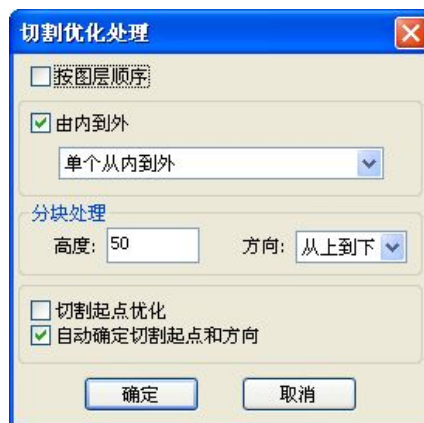 切割优化处理
按图层顺序
由内到外
单个从内到外
分块处理
高度: 50 方向: 从上到下
切割起点优化
自动确定切割起点和方向
确定 取消